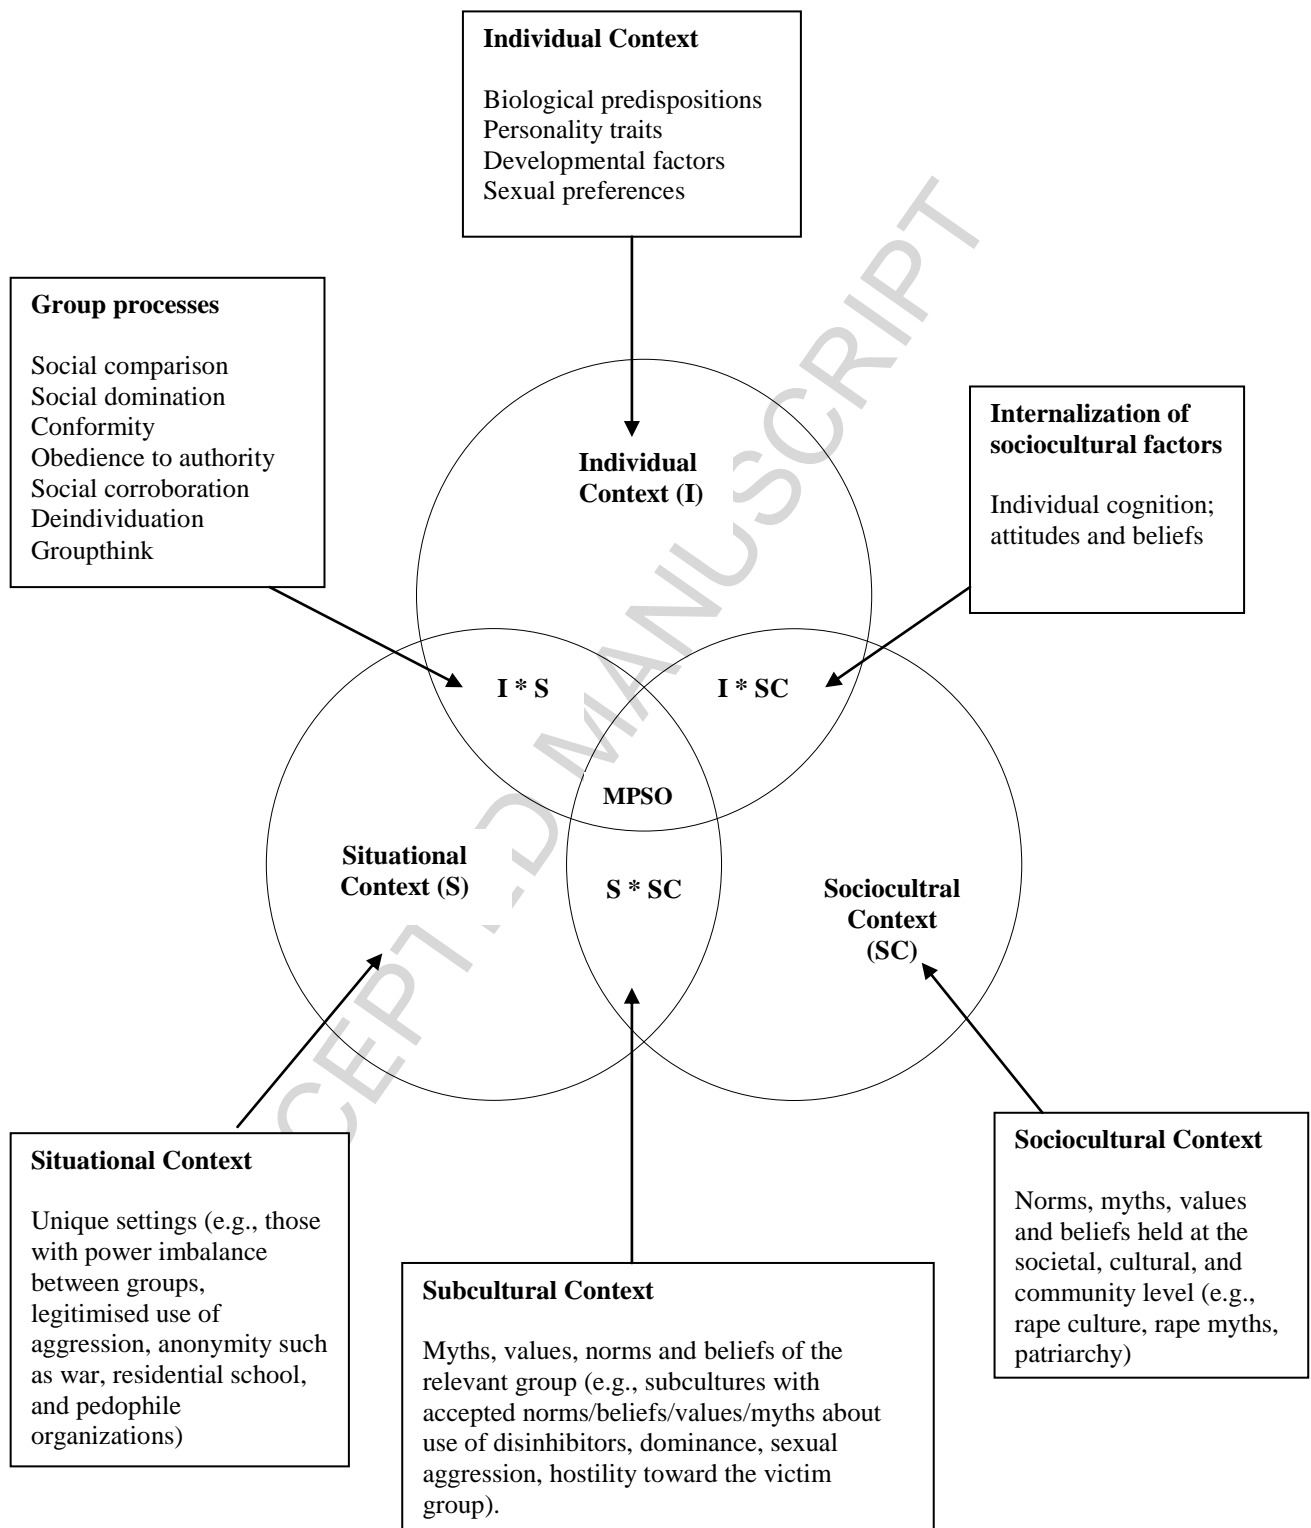 Individual Context
Biological predispositions
Personality traits
Developmental factors
Sexual preferences
Group processes
Social comparison
Social domination
Conformity
Obedience to authority
Social corroboration
Deindividuation
Groupthink
Internalization of
sociocultural factors
Individual cognition;
attitudes and beliefs
Individual
Context (I)
I * S
I * SC
MPSO
Situational
Context (S)
S * SC
Sociocultral
Context
(SC)
Situational Context
Unique settings (e.g., those
with power imbalance
between groups,
legitimised use of
aggression, anonymity such
as war, residential school,
and pedophile
organizations)
Subcultural Context
Myths, values, norms and beliefs of the
relevant group (e.g., subcultures with
accepted norms/beliefs/values/myths about
use of disinhibitors, dominance, sexual
aggression, hostility toward the victim
group).
Sociocultural Context
Norms, myths, values
and beliefs held at the
societal, cultural, and
community level (e.g.,
rape culture, rape myths,
patriarchy)
CEPTED MANUSCRIPT